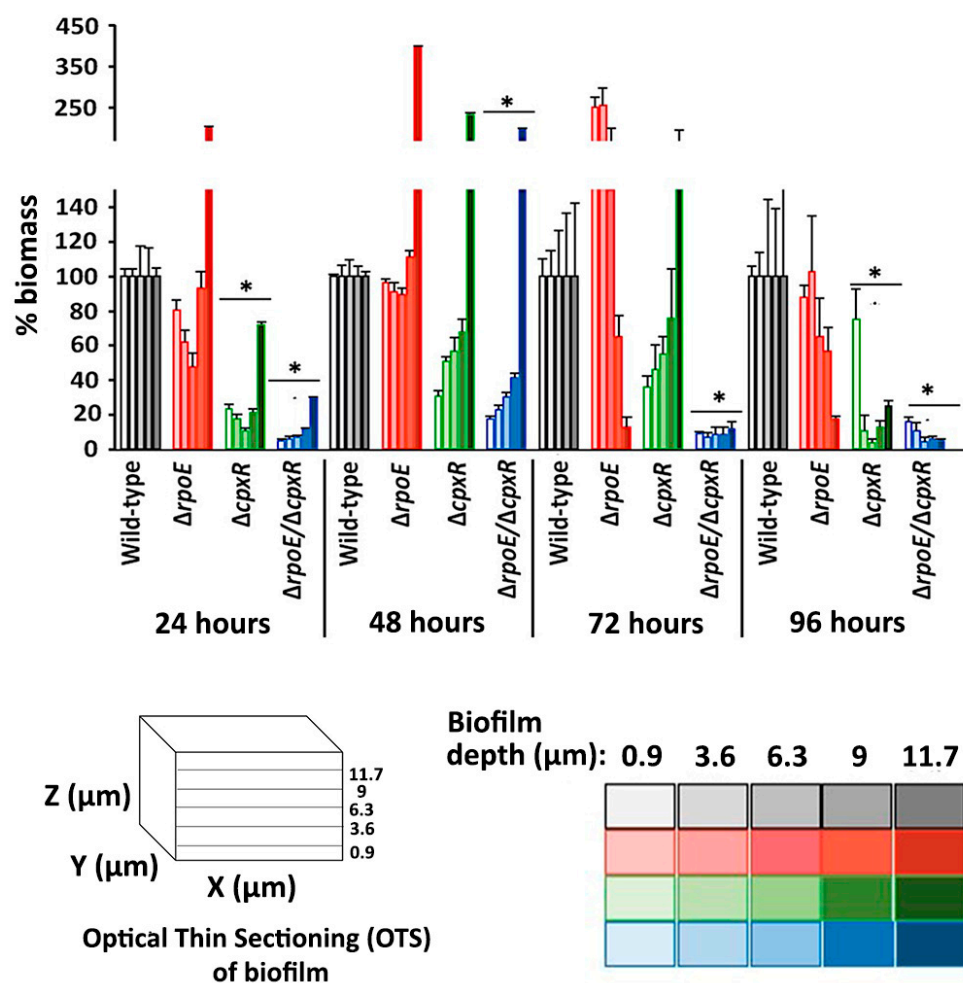 450
350
250
140
120
100
80
60
40
20
0
% biomass
*
*
*
*
*
*
Wild-type
ΔrpoE
ΔcpxR
ΔrpoE/ΔcpxR
Wild-type
ΔrpoE
ΔcpxR
ΔrpoE/ΔcpxR
Wild-type
ΔrpoE
ΔcpxR
ΔrpoE/ΔcpxR
Wild-type
ΔrpoE
ΔcpxR
ΔrpoE/ΔcpxR
24 hours
48 hours
72 hours
96 hours
Z (μm)
Y (μm)
X (μm)
11.7
9
6.3
3.6
0.9
Optical Thin Sectioning (OTS)
of biofilm
Biofilm
depth (μm): 0.9 3.6 6.3 9 11.7